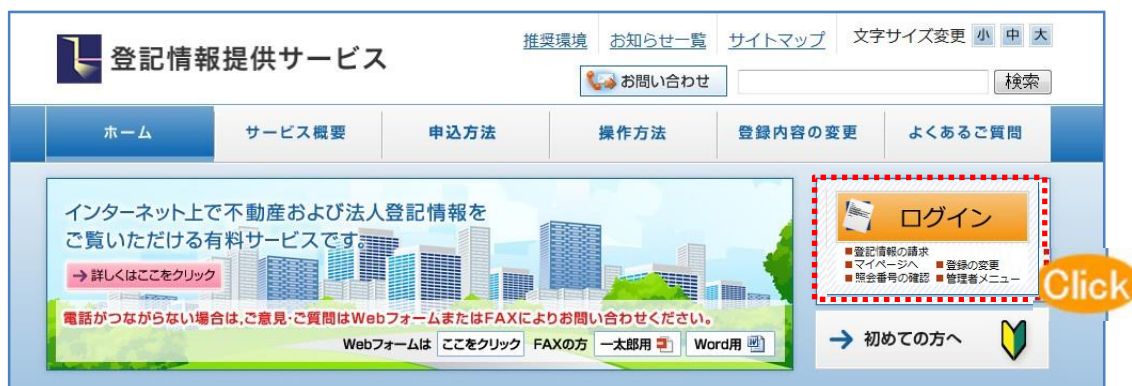 登記情報提供サービス
推奨環境 お知らせ一覧 サイトマップ 文字サイズ変更 小 中 大
お問い合わせ 検索
ホーム サービス概要 申込方法 操作方法 登録内容の変更 よくあるご質問
インターネット上で不動産および法人登記情報を
ご覧いただける有料サービスです。
→詳しくはここをクリック
電話がつながらない場合は,ご意見・ご質問はWebフォームまたはFAXによりお問い合わせください。
Webフォームは ここをクリック FAXの方 一太郎用 Word用
ログイン
■登記情報の請求
■マイページへ ■登録の変更
■照会番号の確認 ■管理者メニュー
Click
→ 初めての方へ